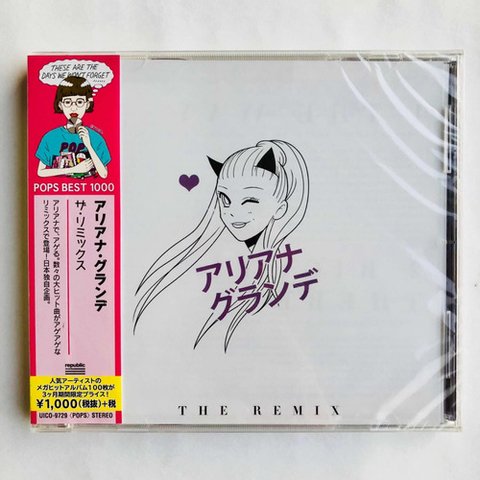 THESE ARE THE
DAYS WE WON'T FORGET
POP
POPS BEST 1000
アリアナ・グランデ
ザ・リミックス
アリアナで、アゲる。数々の大ヒット曲がアゲアゲな
リミックスで登場!日本独自企画。
republic
人気アーティストの
メガヒットアルバム100枚が
3ヶ月期間限定プライス!
¥1,000(税抜)+税
UICO-9729 (POPS) STEREO
アリアナ
グランデ
THE REMIX